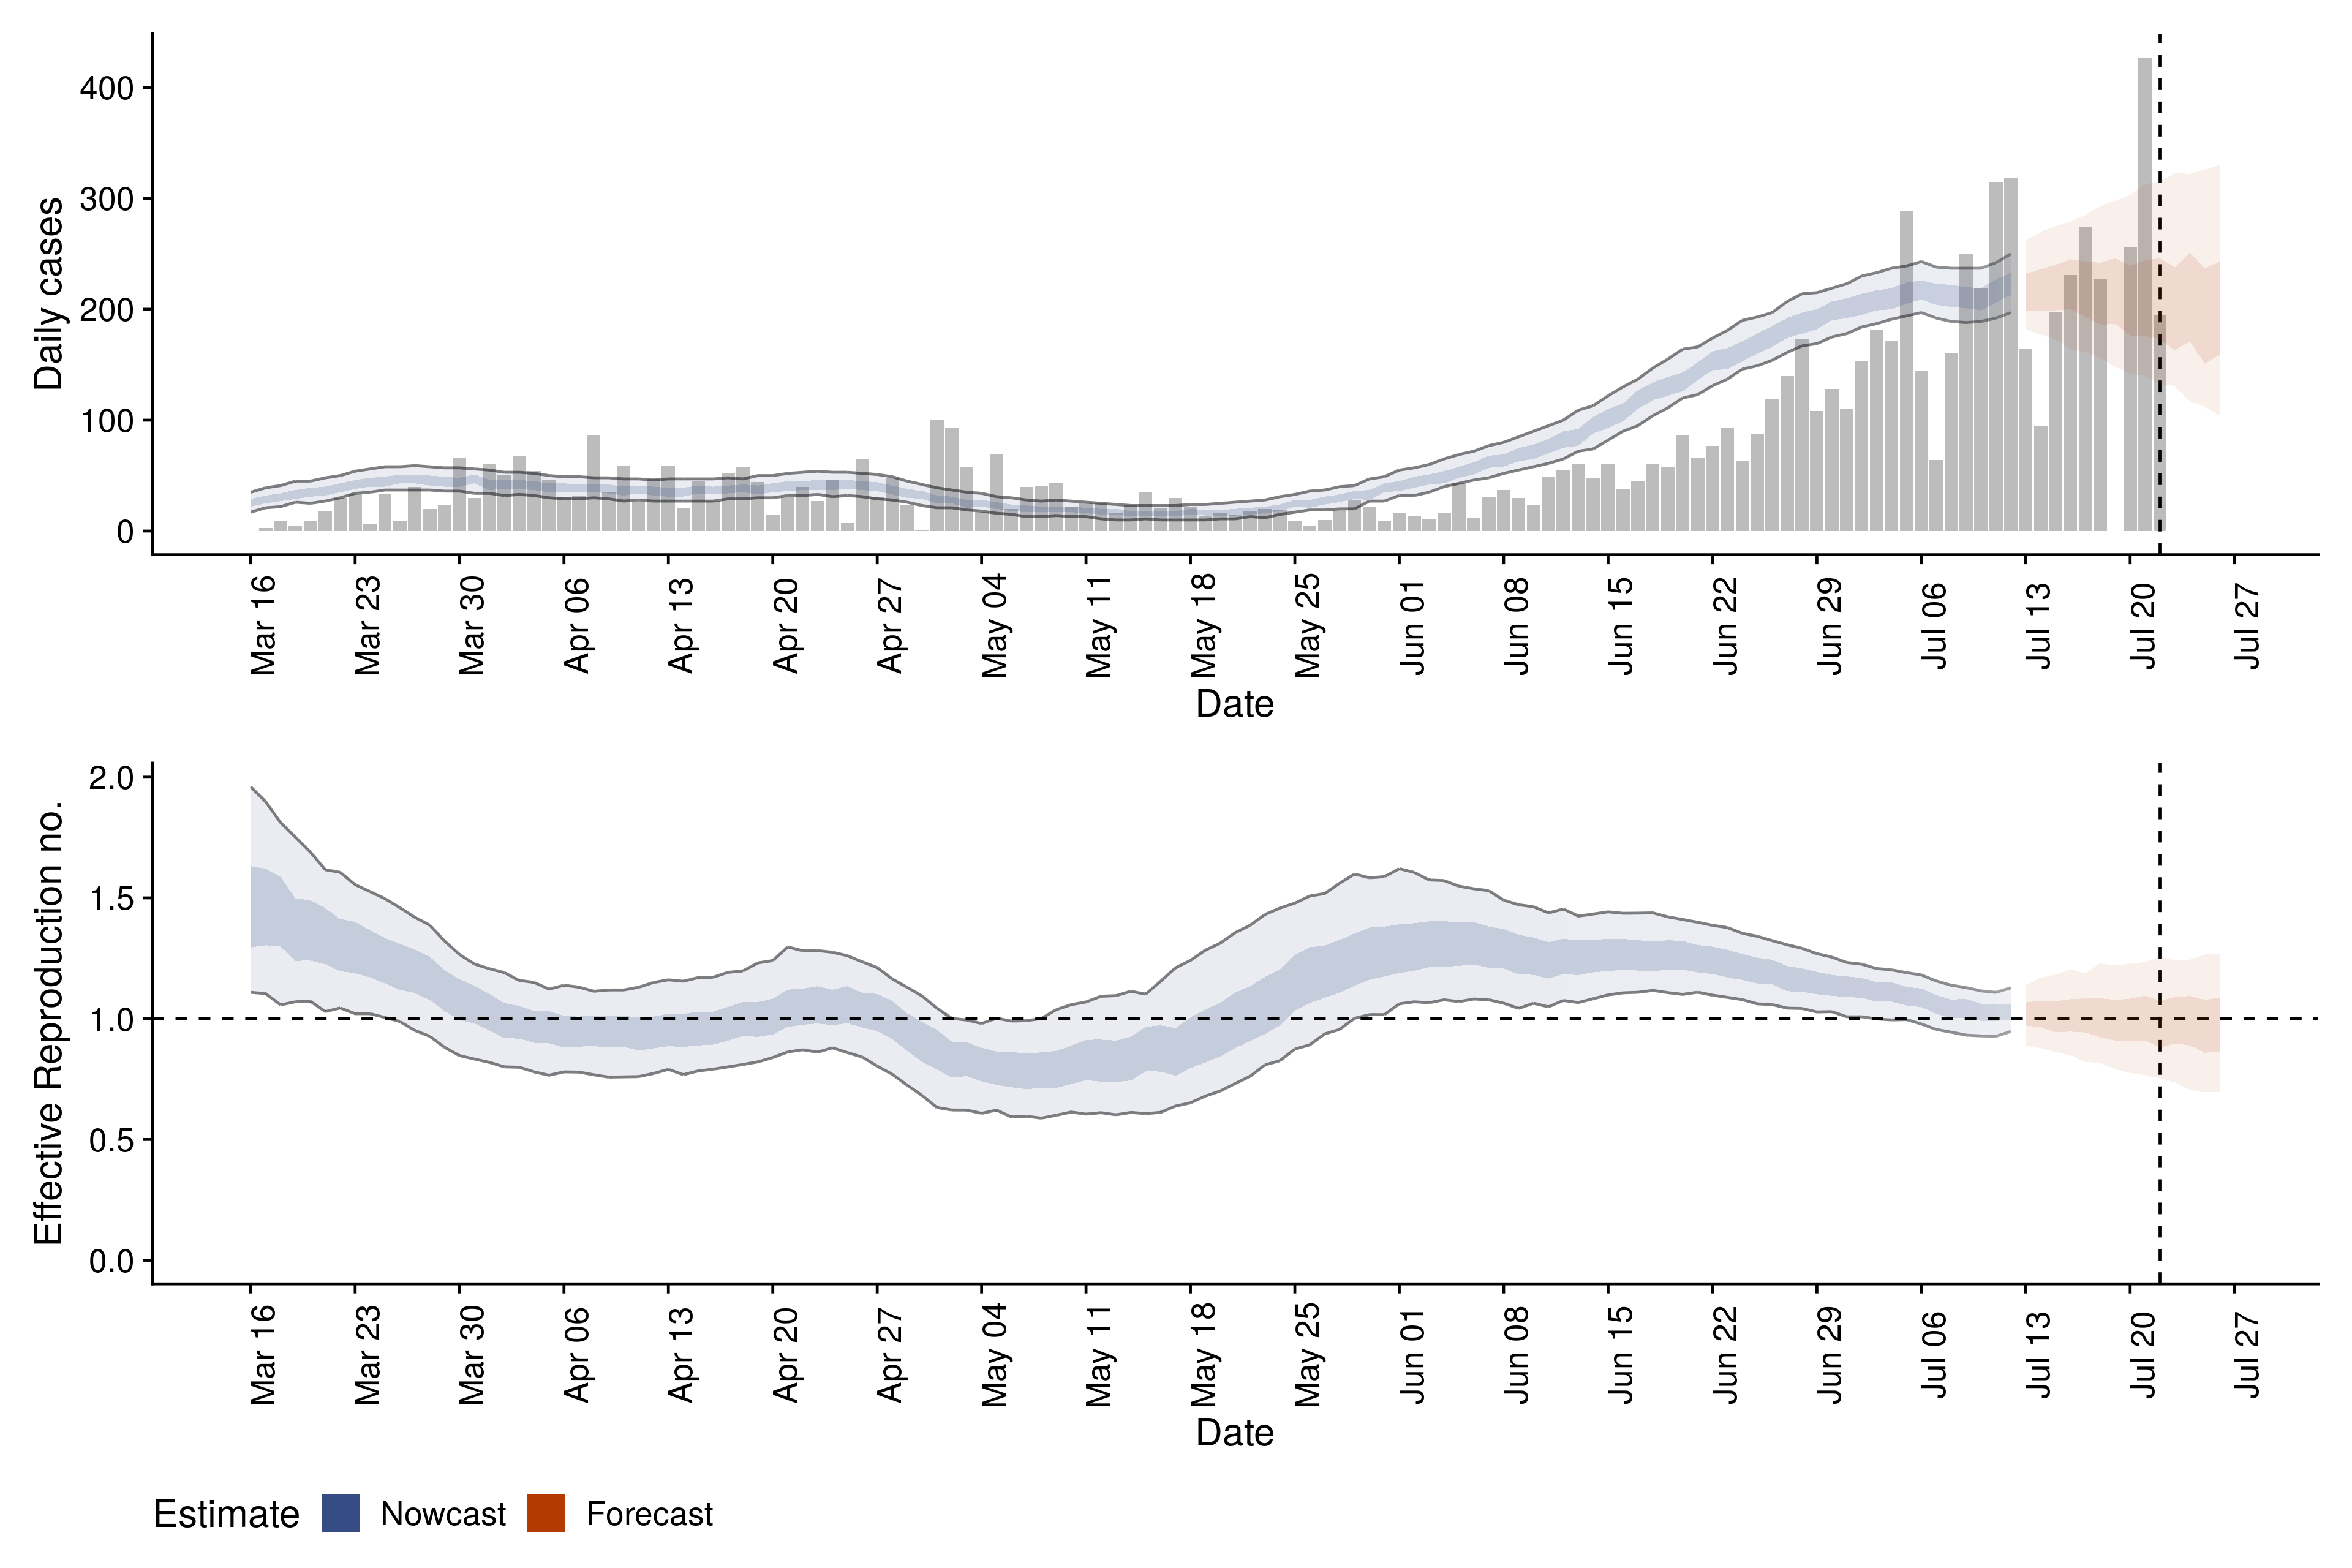 Daily cases
400
300
200
100
0
Mar 16
Mar 23
Mar 30
Apr 06
Apr 13
Apr 20
Apr 27
May 04
May 11
May 18
May 25
Jun 01
Jun 08
Jun 15
Jun 22
Jun 29
Jul 06
Jul 13
Jul 20
Jul 27
Date
Effective Reproduction no.
2.0
1.5
1.0
0.5
0.0
Mar 16
Mar 23
Mar 30
Apr 06
Apr 13
Apr 20
Apr 27
May 04
May 11
May 18
May 25
Jun 01
Jun 08
Jun 15
Jun 22
Jun 29
Jul 06
Jul 13
Jul 20
Jul 27
Date
Estimate Nowcast Forecast